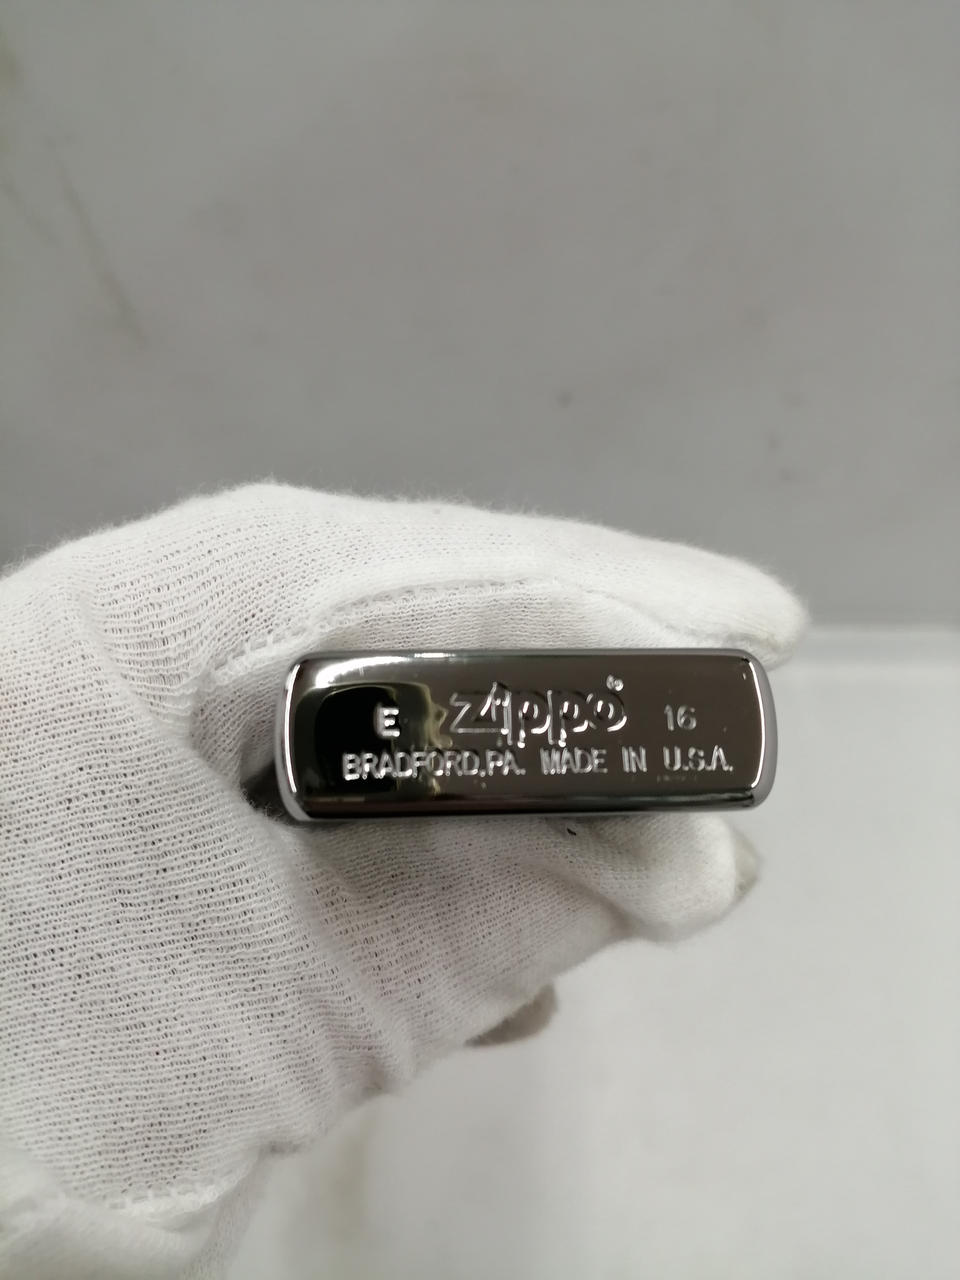 E zippo® 16
BRADFORD,PA. MADE IN U.S.A.